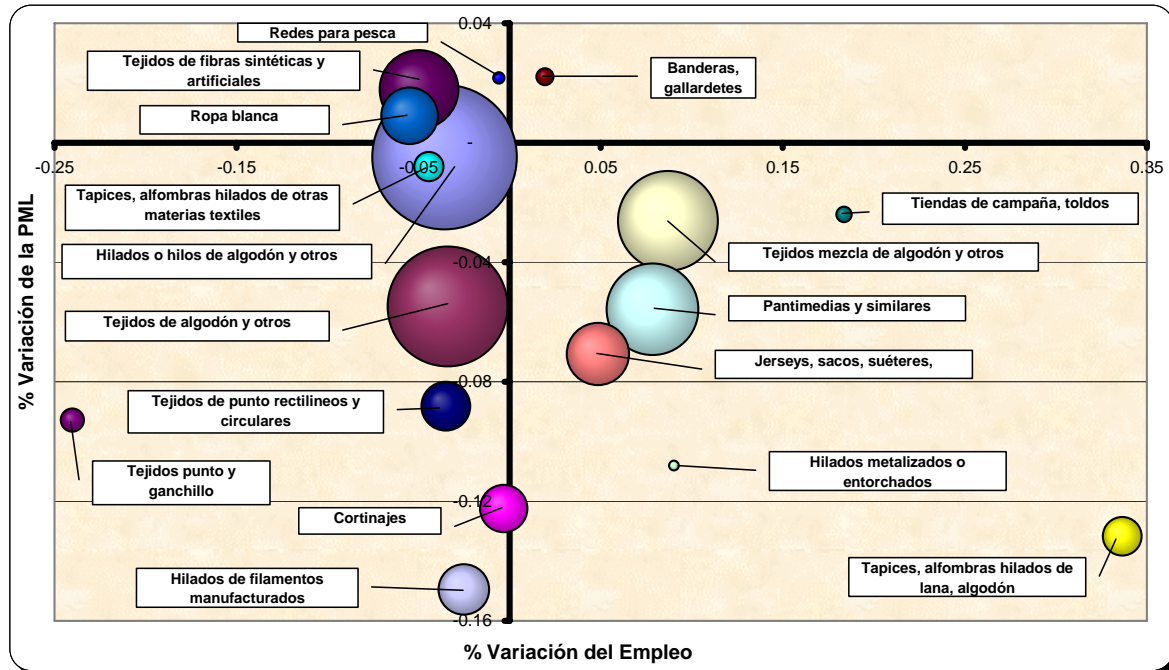 0.04
Redes para pesca
Tejidos de fibras sintéticas y
artificiales
Banderas,
gallardetes
Ropa blanca
-
-0.25
-0.15
-0.05
0.05
0.15
0.25
0.35
Tapices, alfombras hilados de otras
materias textiles
Tiendas de campaña, toldos
Hilados o hilos de algodón y otros
Tejidos mezcla de algodón y otros
-0.04
Tejidos de algodón y otros
Pantimedias y similares
Jerseys, sacos, suéteres,
-0.08
Tejidos de punto rectilineos y
circulares
Tejidos punto y
ganchillo
Hilados metalizados o
entorchados
-0.12
Cortinajes
Tapices, alfombras hilados de
lana, algodón
Hilados de filamentos
manufacturados
-0.16
% Variación de la PML
% Variación del Empleo